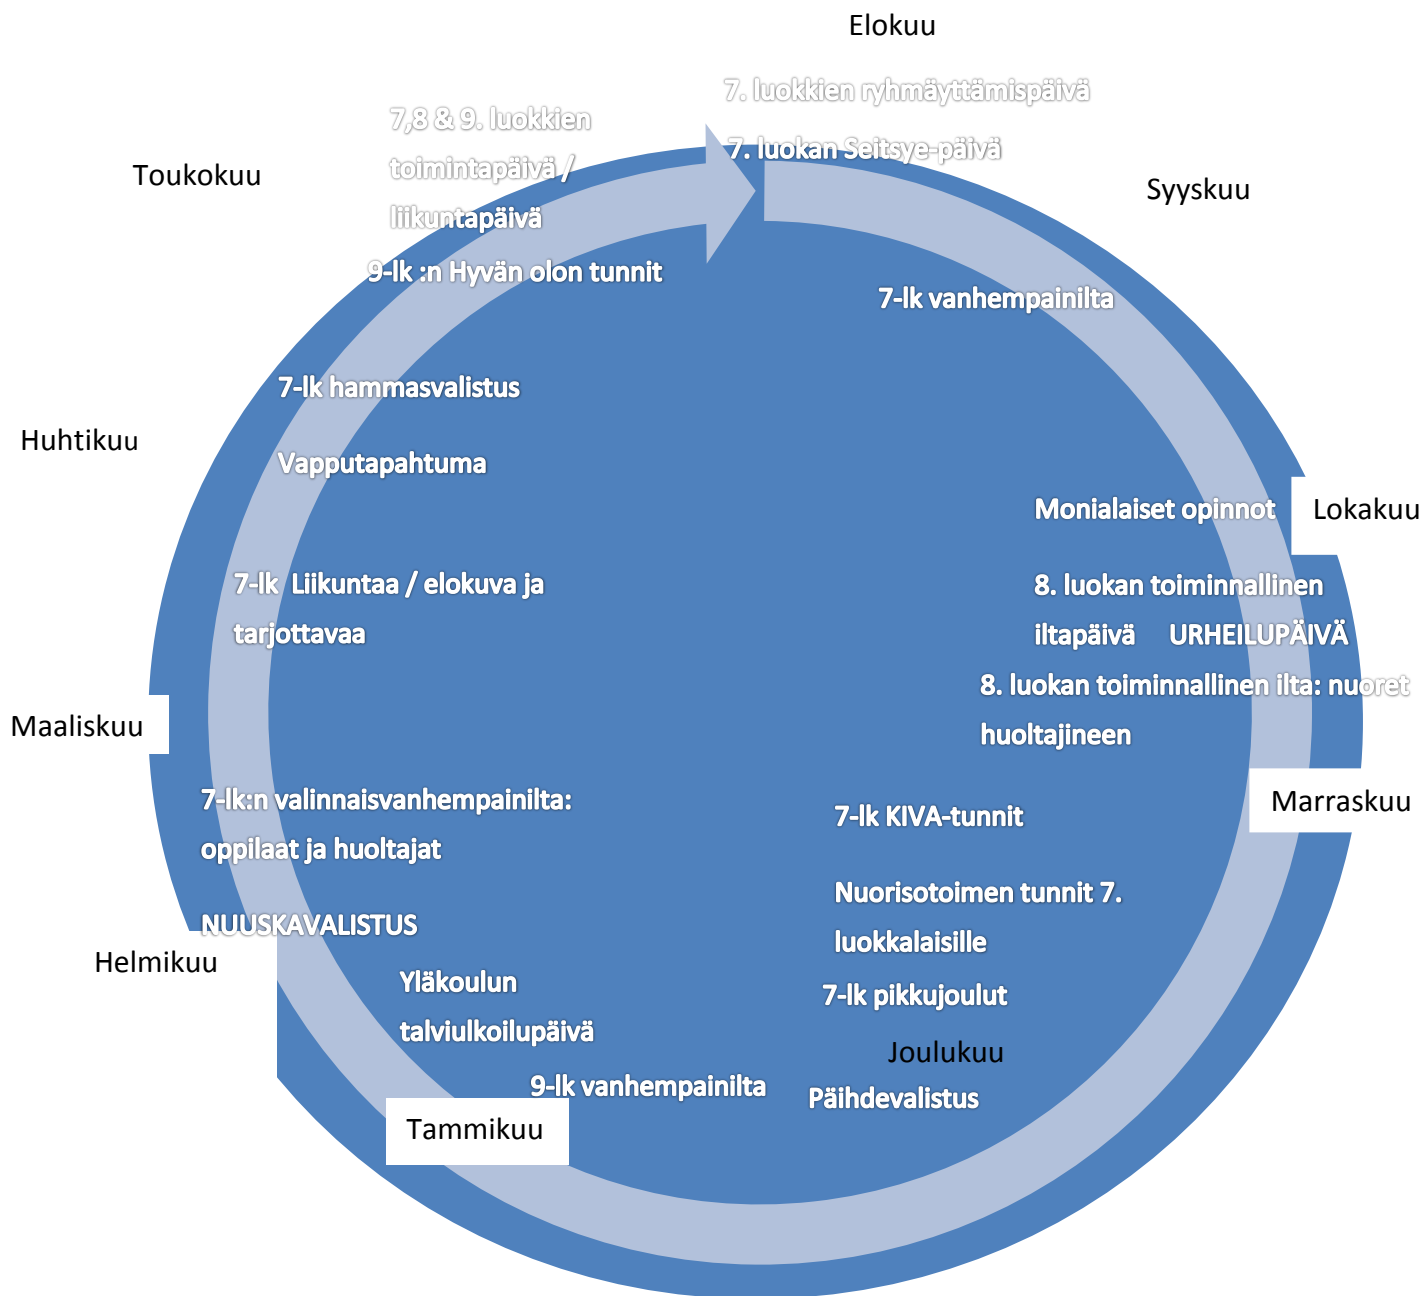 Elokuu
7. luokkien ryhmäyttämispäivä
7. luokan Seitsye-päivä
Syyskuu
7-lk vanhempainilta
Lokakuu
Monialaiset opinnot
8. luokan toiminnallinen
iltapäivä URHEILUPÄIVÄ
8. luokan toiminnallinen ilta: nuoret
huoltajineen
Marraskuu
7-lk KIVA-tunnit
Nuorisotoimen tunnit 7.
luokkalaisille
7-lk pikkujoulut
Joulukuu
Päihdevalistus
9-lk vanhempainilta
Tammikuu
Yläkoulun
talviulkoilupäivä
Helmikuu
NUUSKAVALISTUS
7-lk:n valinnaisvanhempainilta:
oppilaat ja huoltajat
Maaliskuu
7-lk Liikuntaa / elokuva ja
tarjottavaa
Huhtikuu
Vapputapahtuma
7-lk hammasvalistus
Toukokuu
9-lk :n Hyvän olon tunnit
7,8 & 9. luokkien
toimintapäivä /
liikuntapäivä